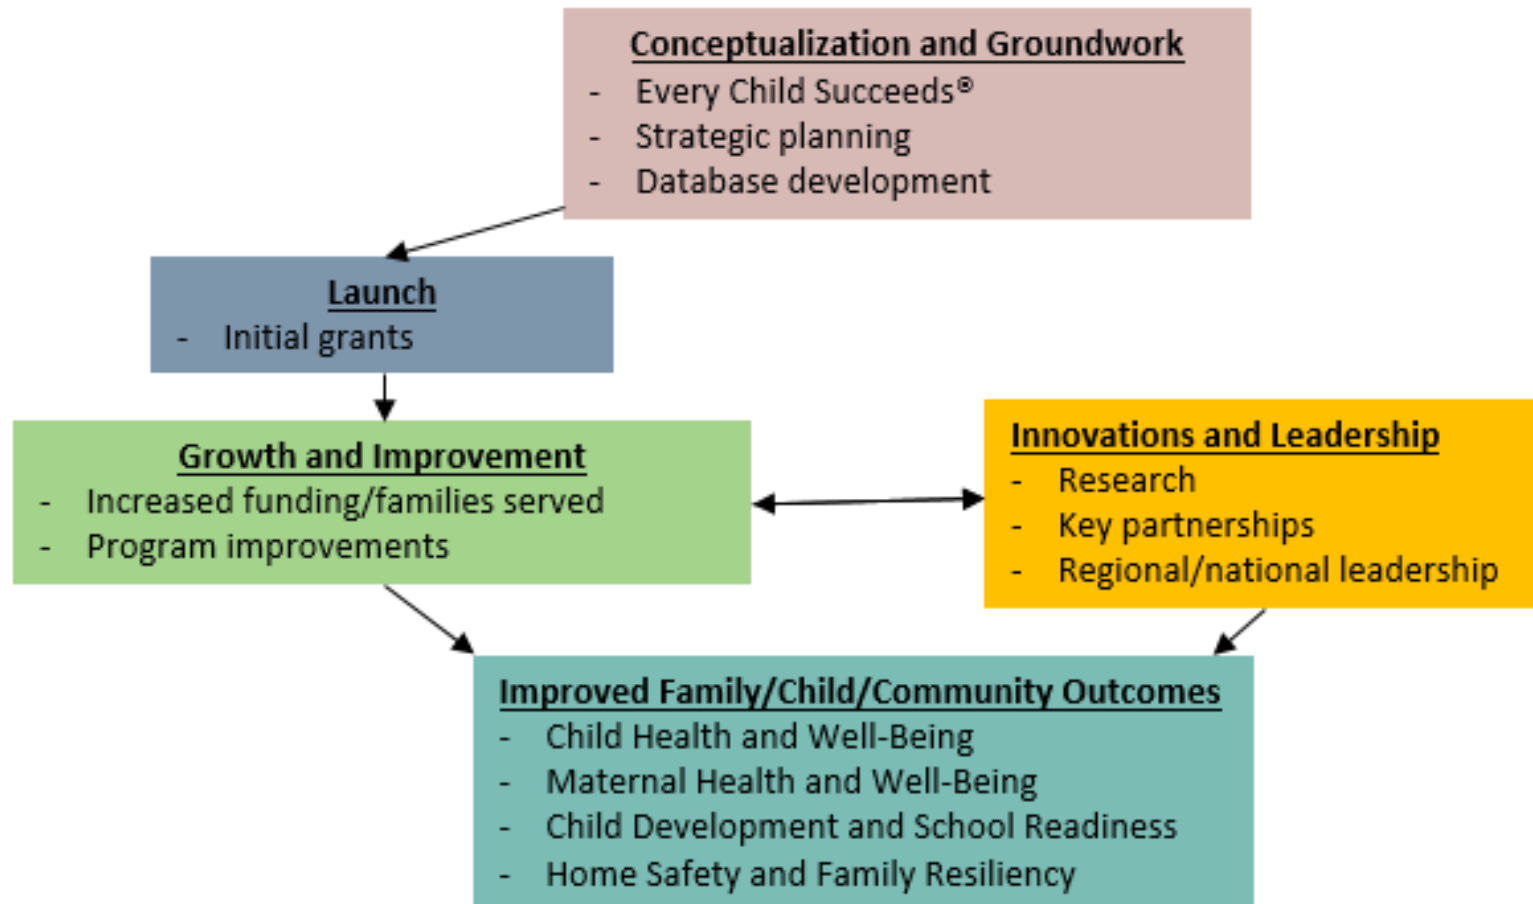 Conceptualization and Groundwork
- Every Child Succeeds®
- Strategic planning
- Database development
Launch
- Initial grants
Growth and Improvement
- Increased funding/families served
- Program improvements
Innovations and Leadership
- Research
- Key partnerships
- Regional/national leadership
Improved Family/Child/Community Outcomes
- Child Health and Well-Being
- Maternal Health and Well-Being
- Child Development and School Readiness
- Home Safety and Family Resiliency